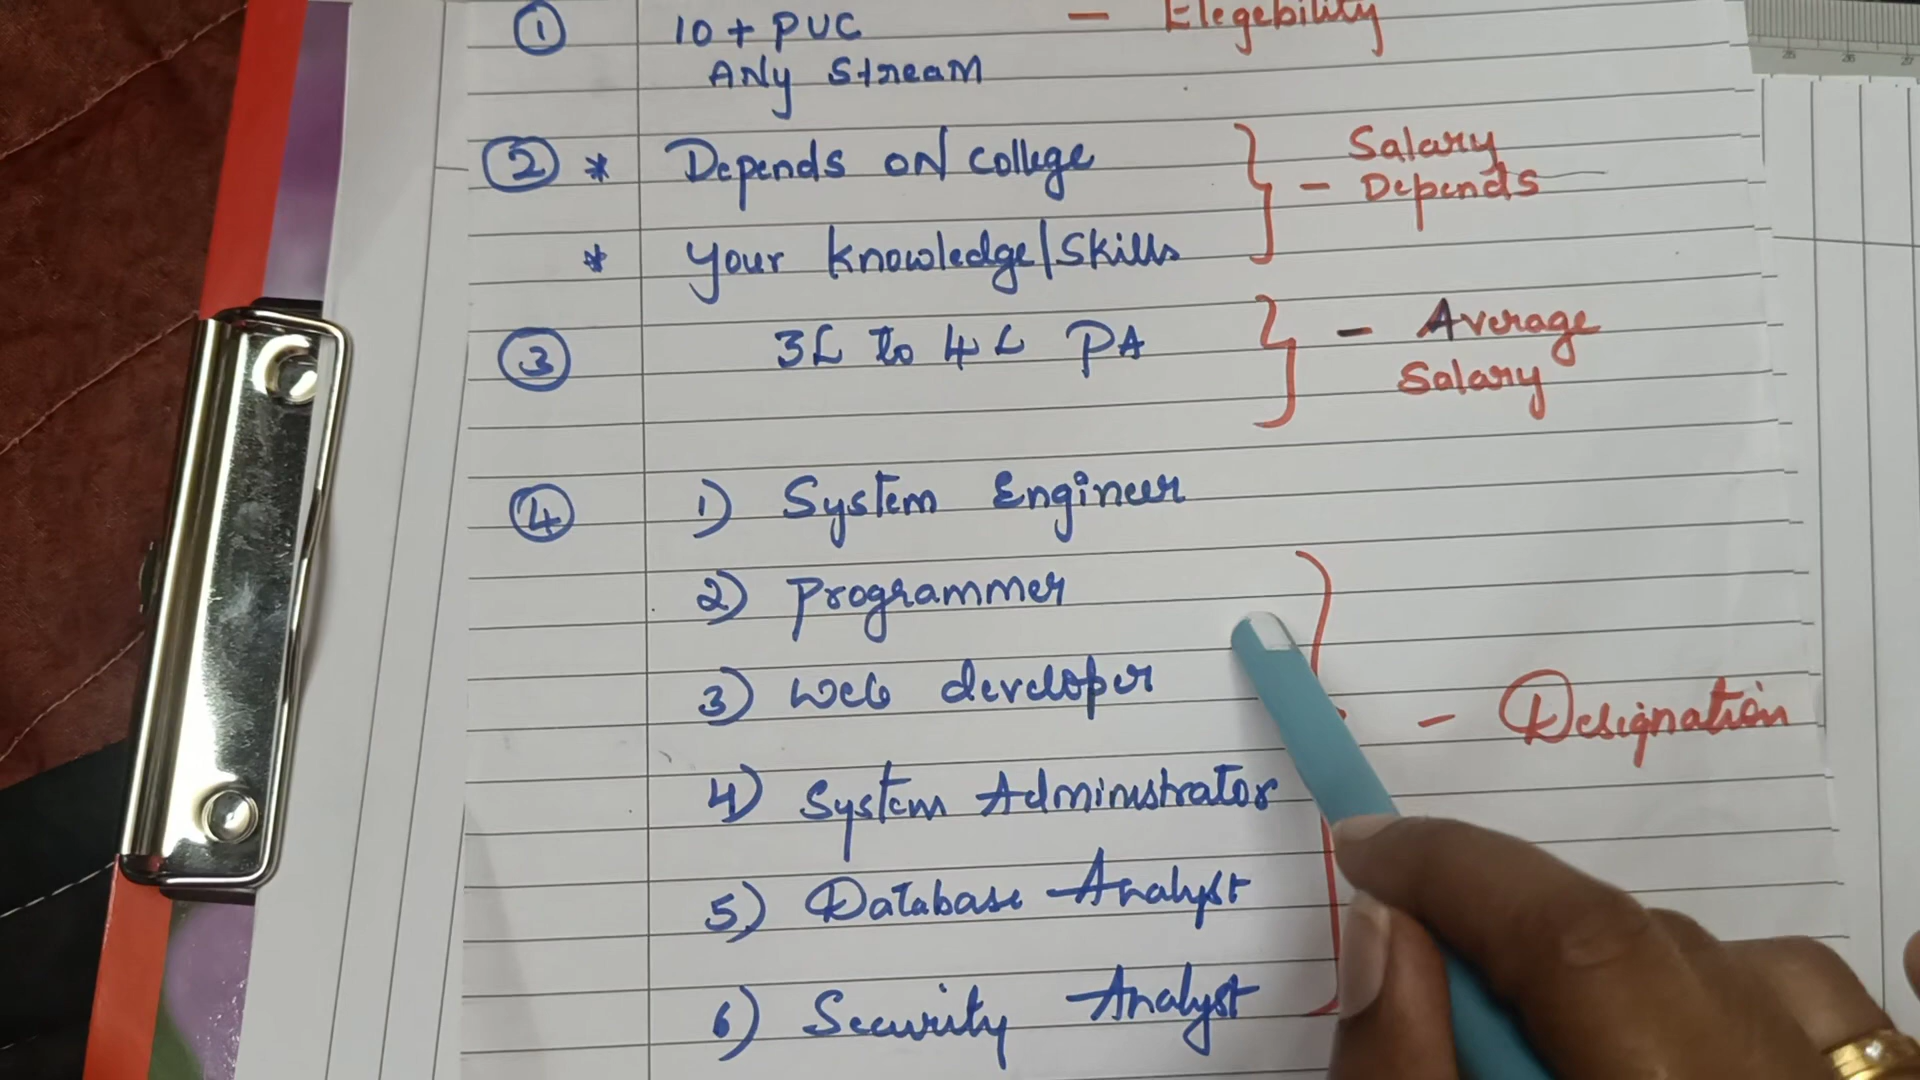 ① 10 + PUC - Elegebility
ANy Stream
② * Depends oN college - Salary Depends
* your knowledge/Skills
③ 3L to 4L PA - Average Salary
④ 1) System Engineer
2) Programmer
3) Web developer - Designation
4) System Administrator
5) Database Analyst
6) Security Analyst